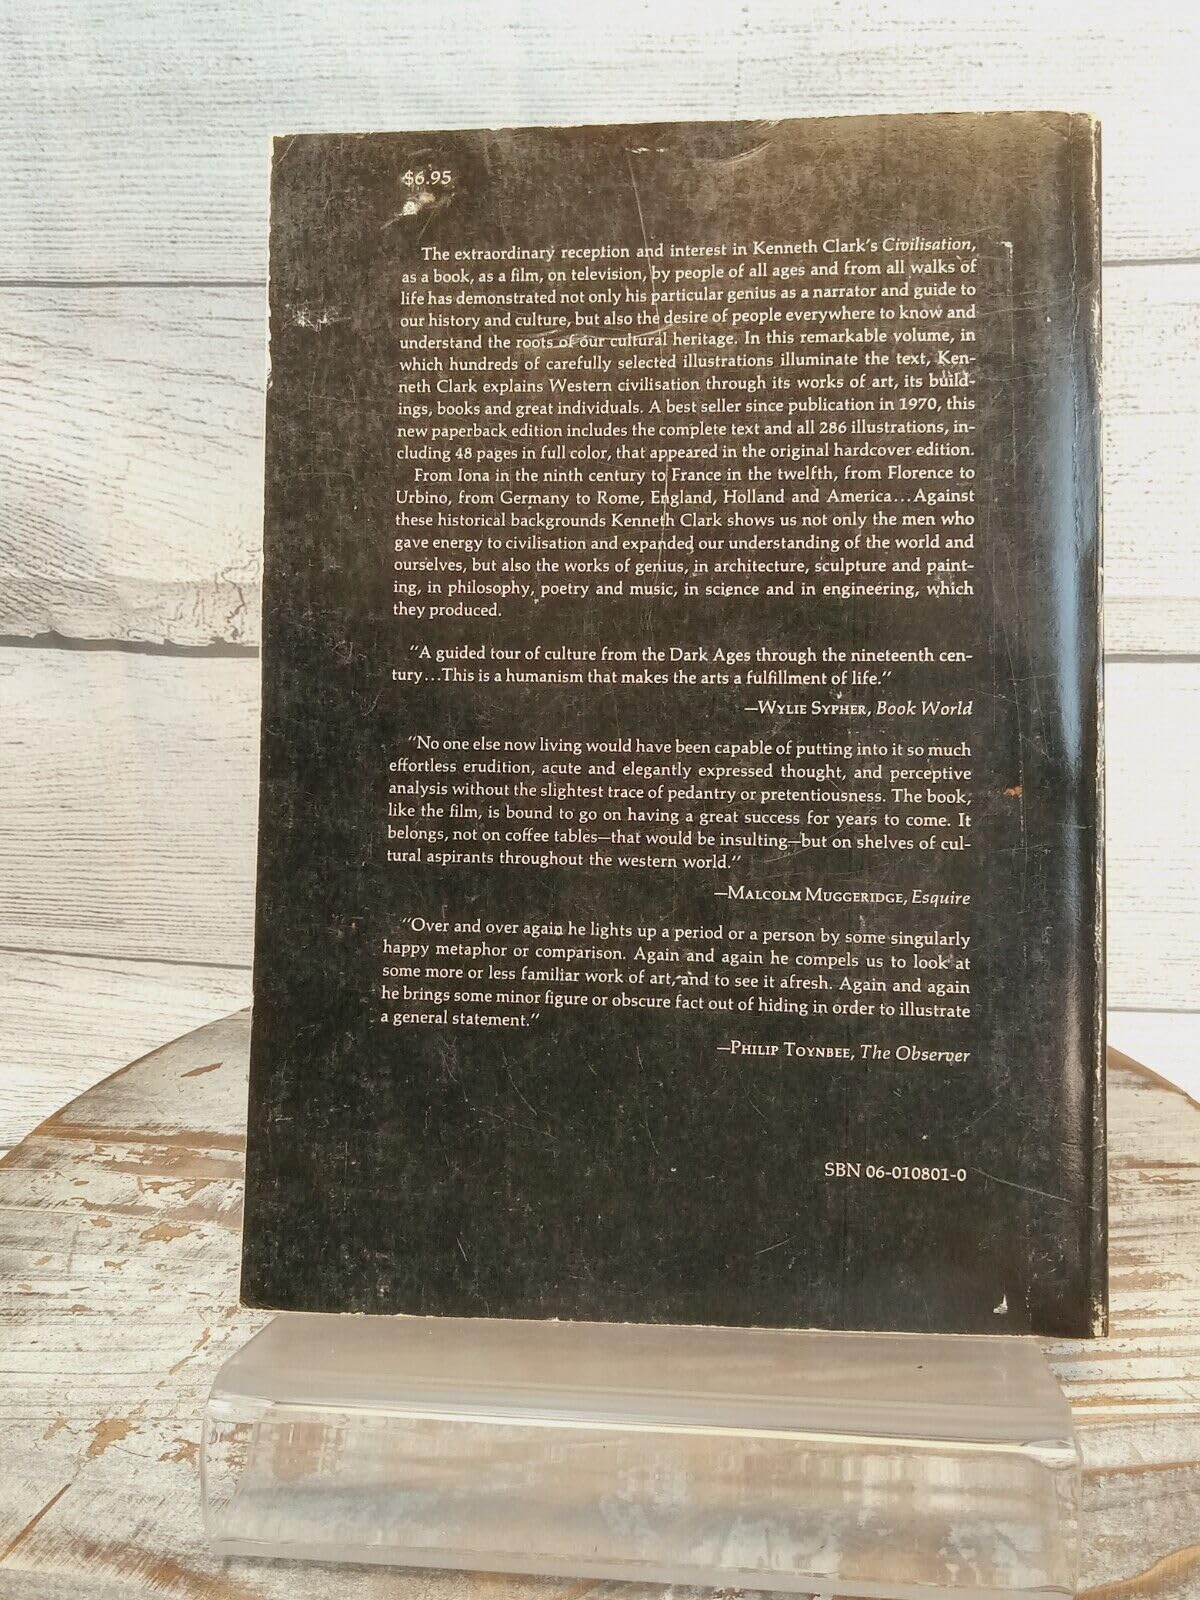 $6.95
The extraordinary reception and interest in Kenneth Clark's Civilisation,
as a book, as a film, on television, by people of all ages and from all walks of
life has demonstrated not only his particular genius as a narrator and guide to
our history and culture, but also the desire of people everywhere to know and
understand the roots of our cultural heritage. In this remarkable volume, in
which hundreds of carefully selected illustrations illuminate the text, Ken-
neth Clark explains Western civilisation through its works of art, its build-
ings, books and great individuals. A best seller since publication in 1970, this
new paperback edition includes the complete text and all 286 illustrations, in-
cluding 48 pages in full color, that appeared in the original hardcover edition.
From Iona in the ninth century to France in the twelfth, from Florence to
Urbino, from Germany to Rome, England, Holland and America...Against
these historical backgrounds Kenneth Clark shows us not only the men who
gave energy to civilisation and expanded our understanding of the world and
ourselves, but also the works of genius, in architecture, sculpture and paint-
ing, in philosophy, poetry and music, in science and in engineering, which
they produced.
"A guided tour of culture from the Dark Ages through the nineteenth cen-
tury...This is a humanism that makes the arts a fulfillment of life."
—WYLIE SYPHER, Book World
"No one else now living would have been capable of putting into it so much
effortless erudition, acute and elegantly expressed thought, and perceptive
analysis without the slightest trace of pedantry or pretentiousness. The book,
like the film, is bound to go on having a great success for years to come. It
belongs, not on coffee tables—that would be insulting—but on shelves of cul-
tural aspirants throughout the western world."
—MALCOLM MUGGERIDGE, Esquire
"Over and over again he lights up a period or a person by some singularly
happy metaphor or comparison. Again and again he compels us to look at
some more or less familiar work of art, and to see it afresh. Again and again
he brings some minor figure or obscure fact out of hiding in order to illustrate
a general statement."
—PHILIP TOYNBEE, The Observer
SBN 06-010801-0